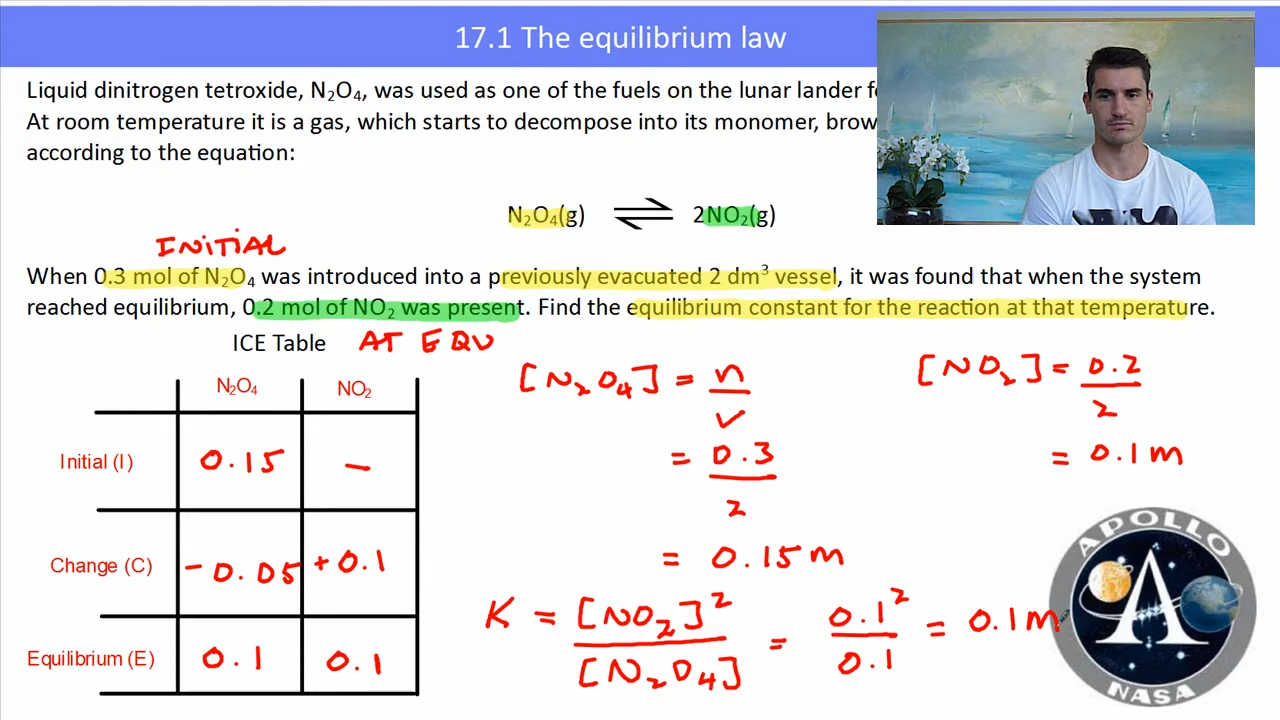 17.1 The equilibrium law
Liquid dinitrogen tetroxide, N₂O₄, was used as one of the fuels on the lunar lander
At room temperature it is a gas, which starts to decompose into its monomer,
according to the equation:
N₂O₄(g) ⇌ 2NO₂(g)
INITIAL
When 0.3 mol of N₂O₄ was introduced into a previously evacuated 2 dm³ vessel, it was found that when the system
reached equilibrium, 0.2 mol of NO₂ was present. Find the equilibrium constant for the reaction at that temperature.
ICE Table AT EQU
N₂O₄ NO₂
Initial (I) 0.15 –
Change (C) -0.05 +0.1
Equilibrium (E) 0.1 0.1
[N₂O₄] = n/V
= 0.3/2
= 0.15 M
[NO₂] = 0.2/2
= 0.1 M
K = [NO₂]²/[N₂O₄] = 0.1²/0.1 = 0.1 M
APOLLO
A
NASA